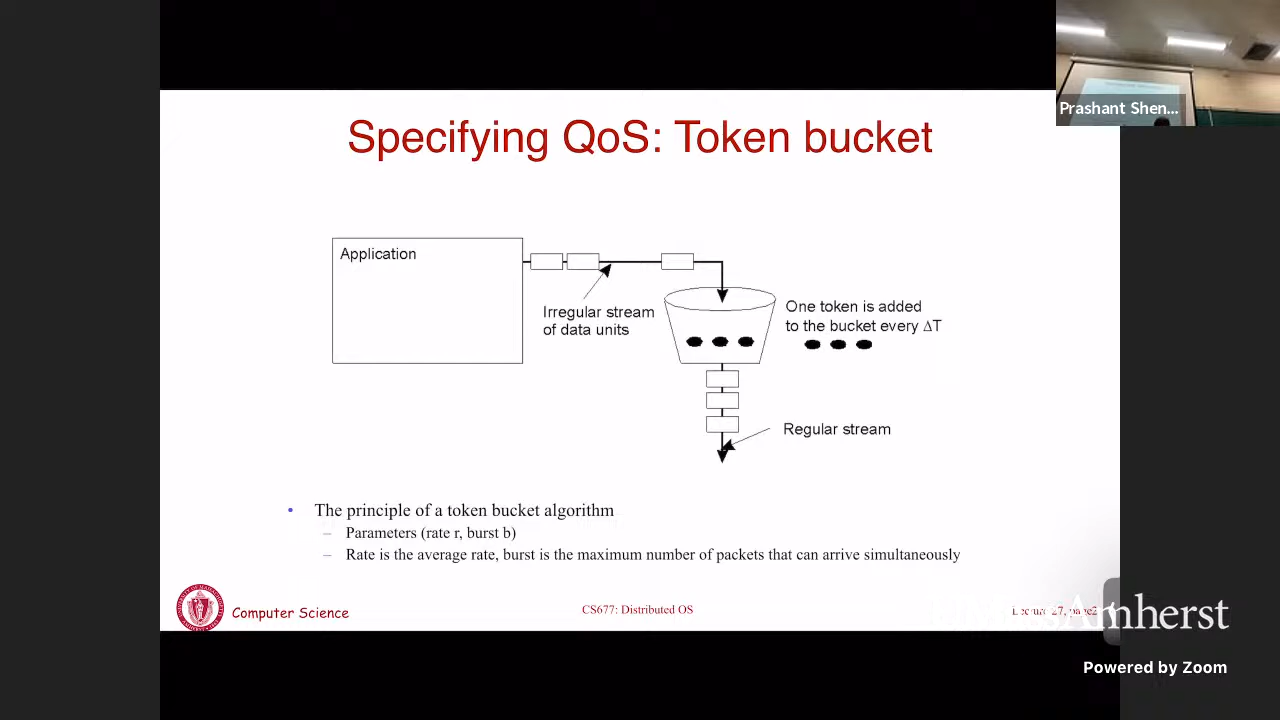 Prashant Shen...
Specifying QoS: Token bucket
Application
Irregular stream
of data units
One token is added
to the bucket every ΔT
Regular stream
• The principle of a token bucket algorithm
– Parameters (rate r, burst b)
– Rate is the average rate, burst is the maximum number of packets that can arrive simultaneously
Computer Science
CS677: Distributed OS
Lecture 27, page
UMassAmherst
Powered by Zoom